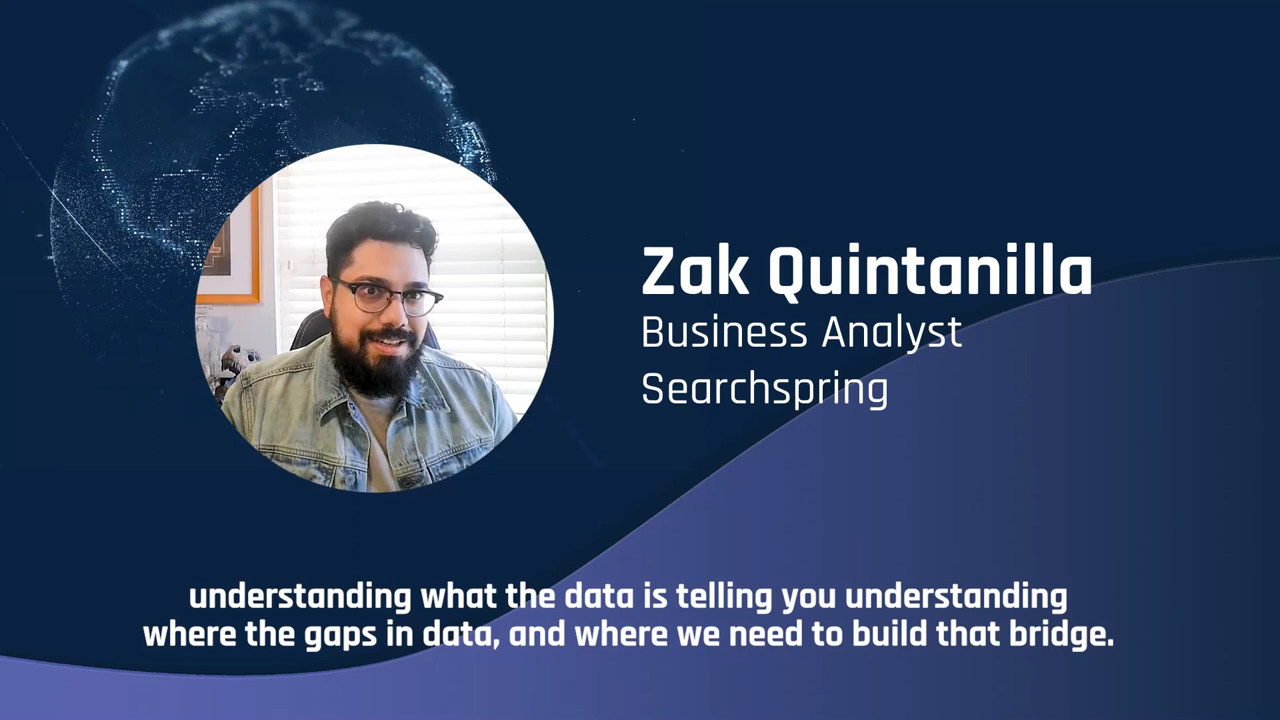 Zak Quintanilla
Business Analyst
Searchspring
understanding what the data is telling you understanding
where the gaps in data, and where we need to build that bridge.